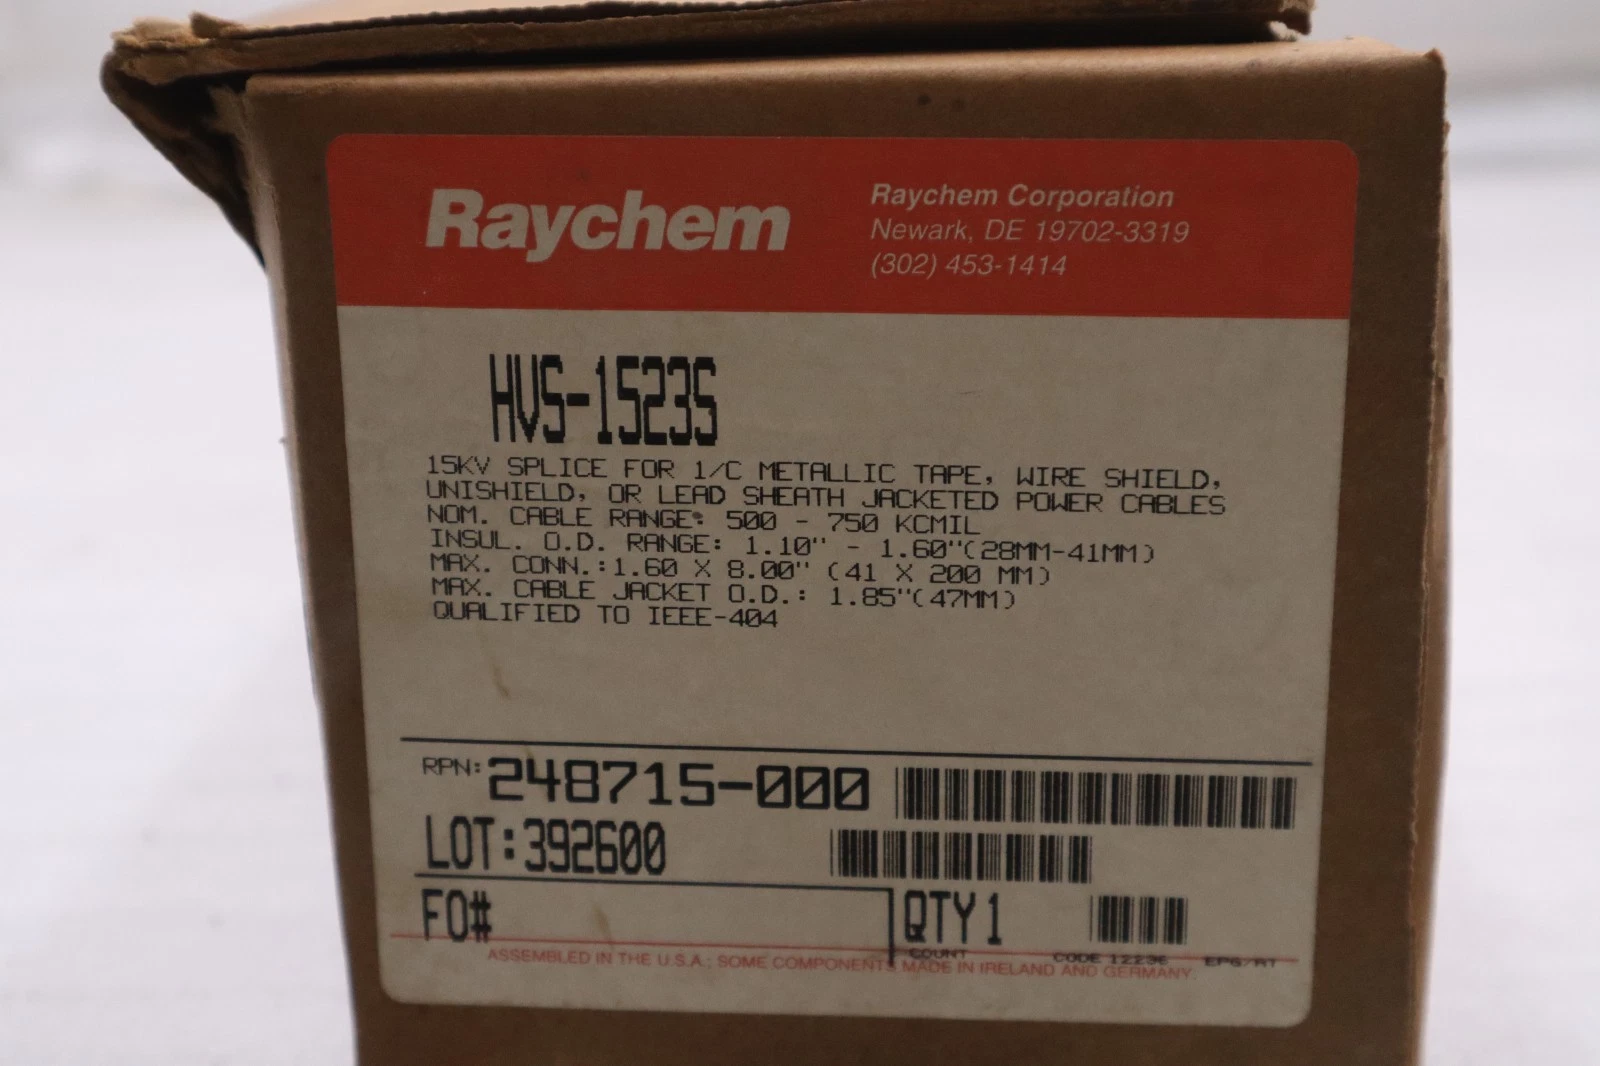 Raychem
Raychem Corporation
Newark, DE 19702-3319
(302) 453-1414
HVS-1523S
15KV SPLICE FOR 1/C METALLIC TAPE, WIRE SHIELD,
UNISHIELD, OR LEAD SHEATH JACKETED POWER CABLES
NOM. CABLE RANGE: 500 - 750 KCMIL
INSUL. O.D. RANGE: 1.10" - 1.60"(28MM-41MM)
MAX. CONN.:1.60 X 8.00" (41 X 200 MM)
MAX. CABLE JACKET O.D.: 1.85"(47MM)
QUALIFIED TO IEEE-404
RPN: 248715-000
LOT: 392600
FO#
QTY 1
COUNT CODE 12236
ASSEMBLED IN THE U.S.A.; SOME COMPONENTS MADE IN IRELAND AND GERMANY.